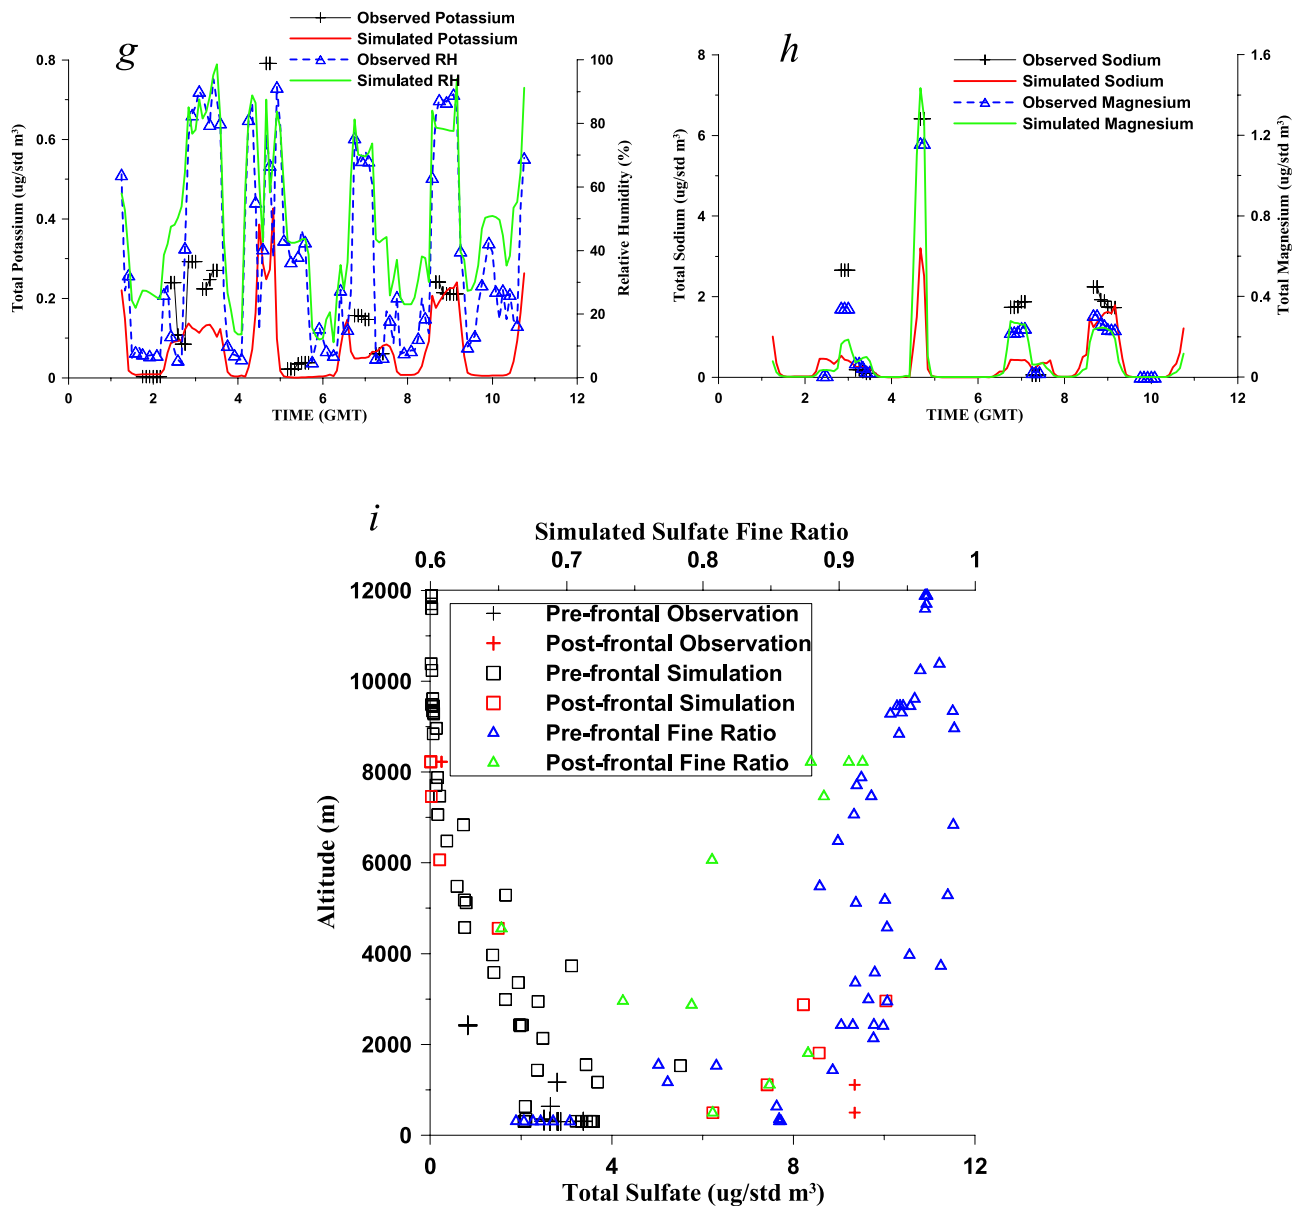 g
Observed Potassium
Simulated Potassium
Observed RH
Simulated RH
0.8
0.6
0.4
0.2
0
Total Potassium (ug/std m³)
100
80
60
40
20
0
Relative Humidity (%)
0 2 4 6 8 10 12
TIME (GMT)
h
Observed Sodium
Simulated Sodium
Observed Magnesium
Simulated Magnesium
8
6
4
2
0
Total Sodium (ug/std m³)
1.6
1.2
0.8
0.4
0
Total Magnesium (ug/std m³)
0 2 4 6 8 10 12
TIME (GMT)
i
Simulated Sulfate Fine Ratio
0.6 0.7 0.8 0.9 1
Pre-frontal Observation
Post-frontal Observation
Pre-frontal Simulation
Post-frontal Simulation
Pre-frontal Fine Ratio
Post-frontal Fine Ratio
12000
10000
8000
6000
4000
2000
0
Altitude (m)
0 4 8 12
Total Sulfate (ug/std m³)